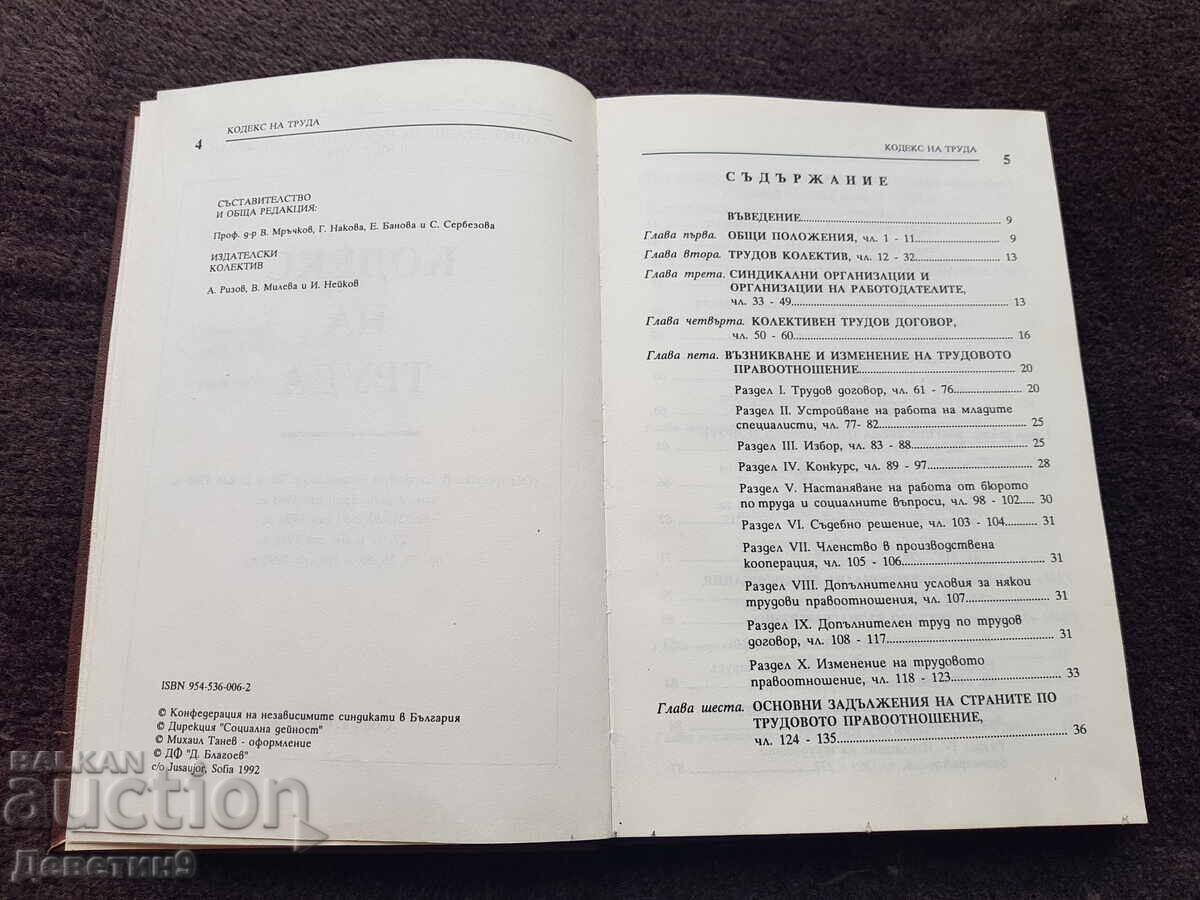 4 КОДЕКС НА ТРУДА
СЪСТАВИТЕЛСТВО
И ОБЩА РЕДАКЦИЯ:
Проф. д-р В. Мръчков, Г. Накова, Е. Банова и С. Сербезова
ИЗДАТЕЛСКИ
КОЛЕКТИВ
А. Ризов, В. Милева и И. Нейков
ISBN 954-536-006-2
© Конфедерация на независимите синдикати в България
© Дирекция "Социална дейност"
© Михаил Танев - оформление
© ДФ "Д. Благоев"
c/o Jusaujor, Sofia 1992
КОДЕКС НА ТРУДА 5
СЪДЪРЖАНИЕ
ВЪВЕДЕНИЕ 9
Глава първа. ОБЩИ ПОЛОЖЕНИЯ, чл. 1 - 11 9
Глава втора. ТРУДОВ КОЛЕКТИВ, чл. 12 - 32 13
Глава трета. СИНДИКАЛНИ ОРГАНИЗАЦИИ И
ОРГАНИЗАЦИИ НА РАБОТОДАТЕЛИТЕ,
чл. 33 - 49 13
Глава четвърта. КОЛЕКТИВЕН ТРУДОВ ДОГОВОР,
чл. 50 - 60 16
Глава пета. ВЪЗНИКВАНЕ И ИЗМЕНЕНИЕ НА ТРУДОВОТО
ПРАВООТНОШЕНИЕ 20
Раздел I. Трудов договор, чл. 61 - 76 20
Раздел II. Устройване на работа на младите
специалисти, чл. 77- 82 25
Раздел III. Избор, чл. 83 - 88 25
Раздел IV. Конкурс, чл. 89 - 97 28
Раздел V. Настаняване на работа от бюрото
по труда и социалните въпроси, чл. 98 - 102 30
Раздел VI. Съдебно решение, чл. 103 - 104 31
Раздел VII. Членство в производствена
кооперация, чл. 105 - 106 31
Раздел VIII. Допълнителни условия за някои
трудови правоотношения, чл. 107 31
Раздел IX. Допълнителен труд по трудов
договор, чл. 108 - 117 31
Раздел X. Изменение на трудовото
правоотношение, чл. 118 - 123 33
Глава шеста. ОСНОВНИ ЗАДЪЛЖЕНИЯ НА СТРАНИТЕ ПО
ТРУДОВОТО ПРАВООТНОШЕНИЕ,
чл. 124 - 135 36
BALKAN
auction
Деветин9